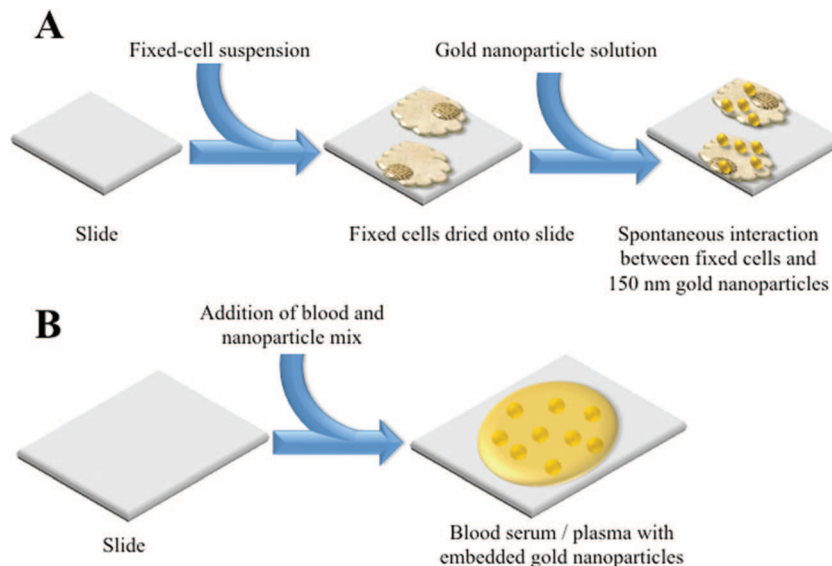 A
Fixed-cell suspension
Gold nanoparticle solution
Slide
Fixed cells dried onto slide
Spontaneous interaction
between fixed cells and
150 nm gold nanoparticles
B
Addition of blood and
nanoparticle mix
Slide
Blood serum / plasma with
embedded gold nanoparticles